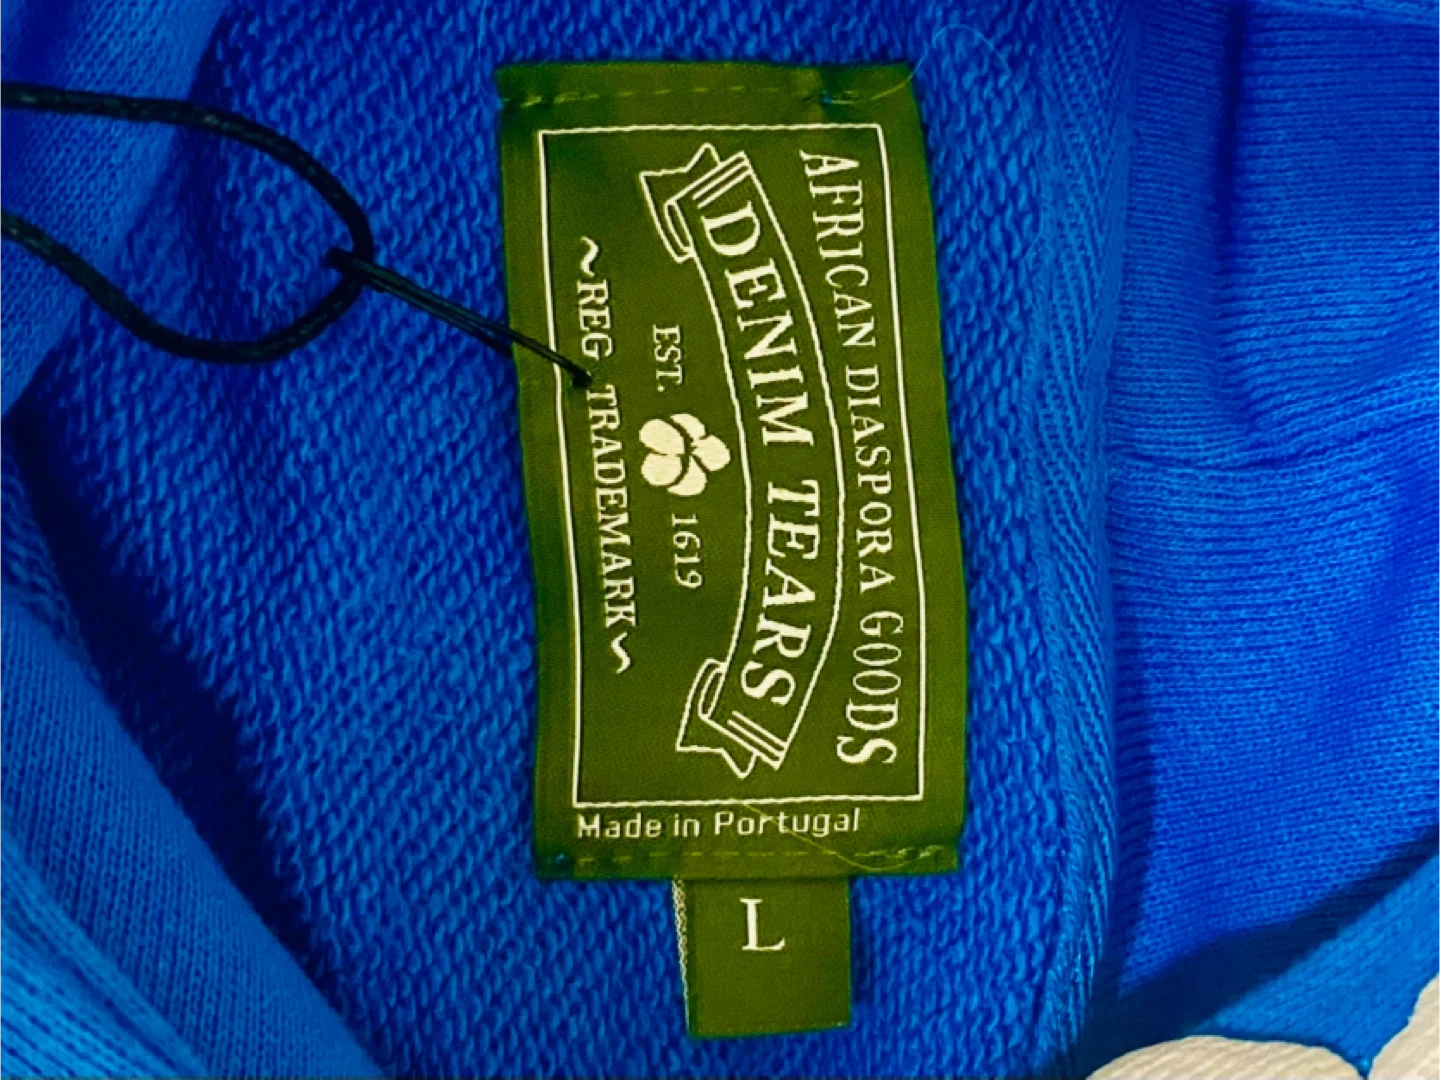 AFRICAN DIASPORA GOODS
DENIM TEARS
EST. 1619
~REG TRADEMARK~
Made in Portugal
L